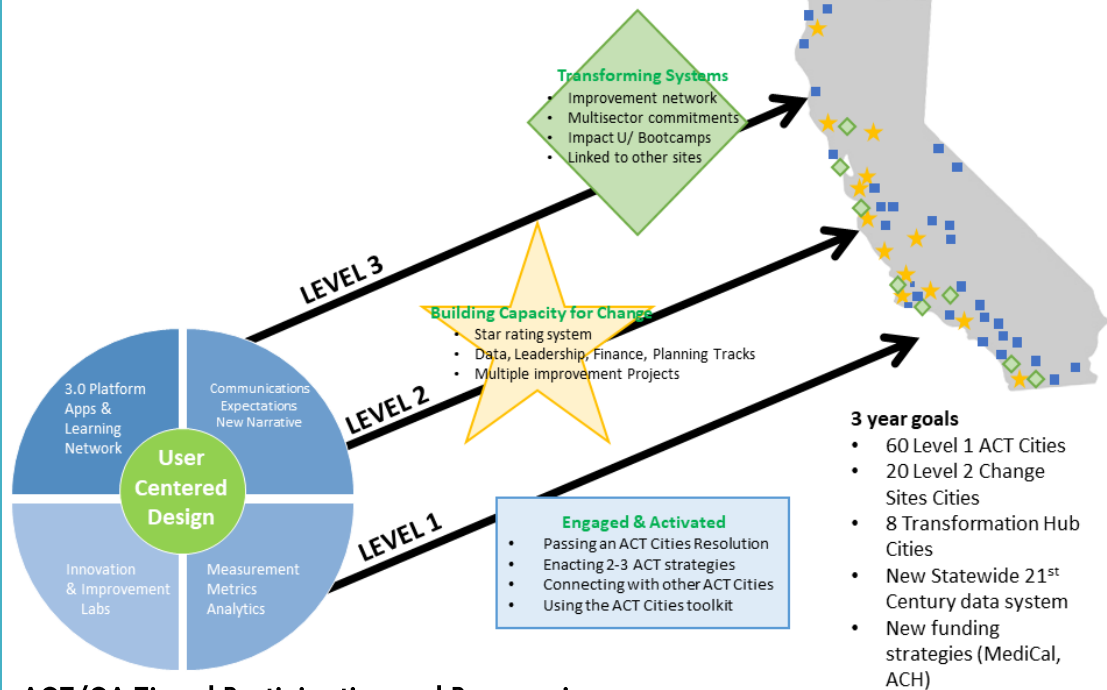 Transforming Systems
• Improvement network
• Multisector commitments
• Impact U/ Bootcamps
• Linked to other sites
LEVEL 3
Building Capacity for Change
• Star rating system
• Data, Leadership, Finance, Planning Tracks
• Multiple improvement Projects
LEVEL 2
3.0 Platform
Apps &
Learning
Network
Communications
Expectations
New Narrative
User
Centered
Design
Innovation
& Improvement
Labs
Measurement
Metrics
Analytics
LEVEL 1
Engaged & Activated
• Passing an ACT Cities Resolution
• Enacting 2-3 ACT strategies
• Connecting with other ACT Cities
• Using the ACT Cities toolkit
3 year goals
• 60 Level 1 ACT Cities
• 20 Level 2 Change
Sites Cities
• 8 Transformation Hub
Cities
• New Statewide 21st
Century data system
• New funding
strategies (MediCal,
ACH)